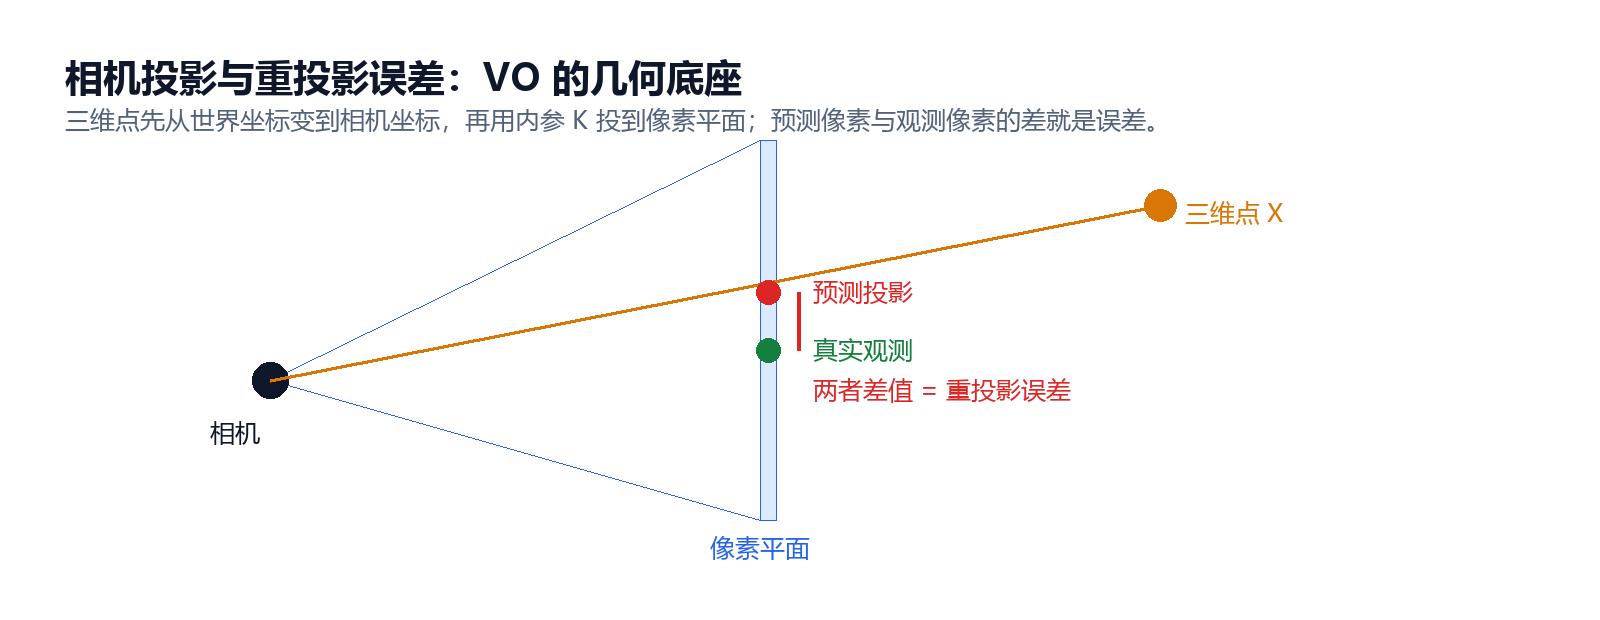 相机投影与重投影误差：VO 的几何底座
三维点先从世界坐标变到相机坐标，再用内参 K 投到像素平面；预测像素与观测像素的差就是误差。
三维点 X
预测投影
真实观测
两者差值 = 重投影误差
相机
像素平面